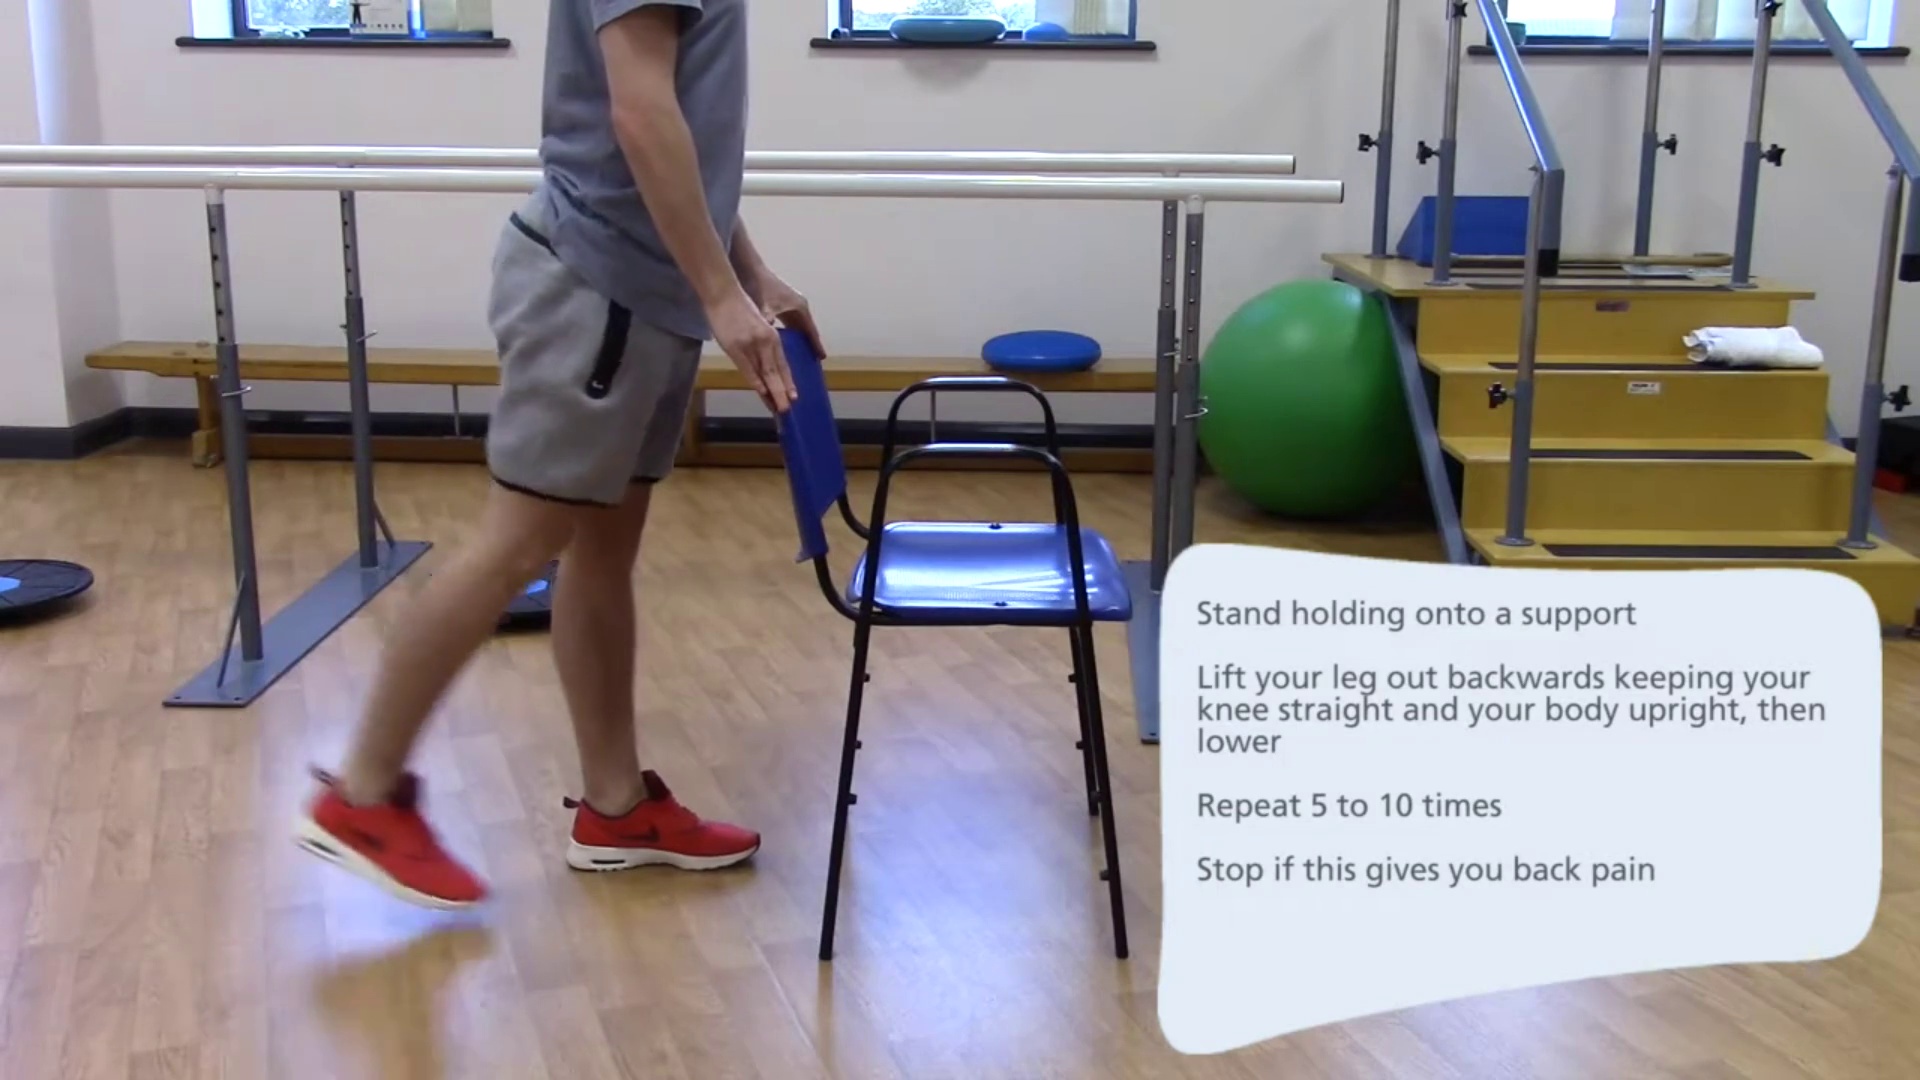 Stand holding onto a support
Lift your leg out backwards keeping your
knee straight and your body upright, then
lower
Repeat 5 to 10 times
Stop if this gives you back pain